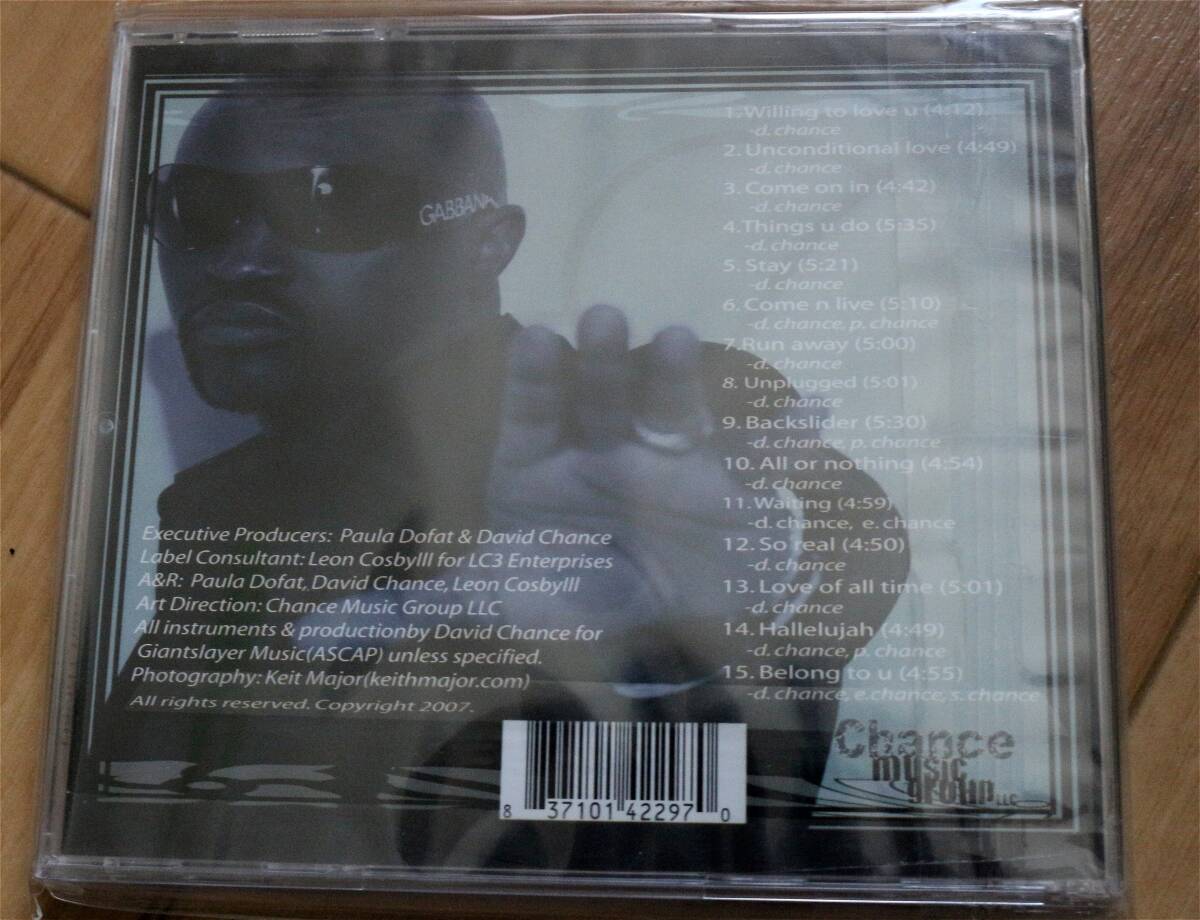 GABBANA
1. Willing to love u (4:12)
-d. chance
2. Unconditional love (4:49)
-d. chance
3. Come on in (4:42)
-d. chance
4. Things u do (5:35)
-d. chance
5. Stay (5:21)
-d. chance
6. Come n live (5:10)
-d. chance, p. chance
7. Run away (5:00)
-d. chance
8. Unplugged (5:01)
-d. chance
9. Backslider (5:30)
-d. chance, p. chance
10. All or nothing (4:54)
-d. chance
11. Waiting (4:59)
-d. chance, e. chance
12. So real (4:50)
-d. chance
13. Love of all time (5:01)
-d. chance
14. Hallelujah (4:49)
-d. chance, p. chance
15. Belong to u (4:55)
-d. chance, e. chance, s. chance
Executive Producers: Paula Dofat & David Chance
Label Consultant: Leon CosbyIII for LC3 Enterprises
A&R: Paula Dofat, David Chance, Leon CosbyIII
Art Direction: Chance Music Group LLC
All instruments & productionby David Chance for
Giantslayer Music(ASCAP) unless specified.
Photography: Keit Major(keithmajor.com)
All rights reserved. Copyright 2007.
Chance
music
group LLC
8 37101 42297 0